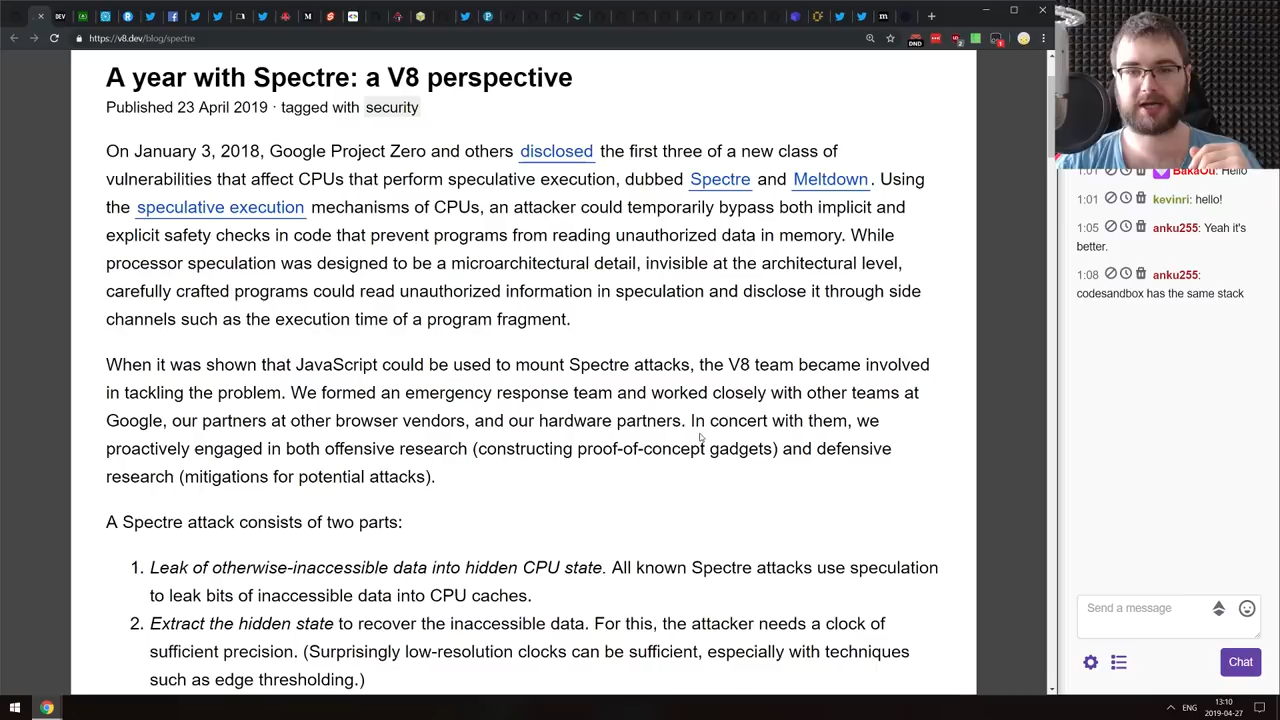 DEV
https://v8.dev/blog/spectre
DND
A year with Spectre: a V8 perspective
Published 23 April 2019 · tagged with security
On January 3, 2018, Google Project Zero and others disclosed the first three of a new class of
vulnerabilities that affect CPUs that perform speculative execution, dubbed Spectre and Meltdown. Using
the speculative execution mechanisms of CPUs, an attacker could temporarily bypass both implicit and
explicit safety checks in code that prevent programs from reading unauthorized data in memory. While
processor speculation was designed to be a microarchitectural detail, invisible at the architectural level,
carefully crafted programs could read unauthorized information in speculation and disclose it through side
channels such as the execution time of a program fragment.
When it was shown that JavaScript could be used to mount Spectre attacks, the V8 team became involved
in tackling the problem. We formed an emergency response team and worked closely with other teams at
Google, our partners at other browser vendors, and our hardware partners. In concert with them, we
proactively engaged in both offensive research (constructing proof-of-concept gadgets) and defensive
research (mitigations for potential attacks).
A Spectre attack consists of two parts:
1. Leak of otherwise-inaccessible data into hidden CPU state. All known Spectre attacks use speculation
to leak bits of inaccessible data into CPU caches.
2. Extract the hidden state to recover the inaccessible data. For this, the attacker needs a clock of
sufficient precision. (Surprisingly low-resolution clocks can be sufficient, especially with techniques
such as edge thresholding.)
1:01 BakaOu: Hello
1:01 kevinri: hello!
1:05 anku255: Yeah it's
better.
1:08 anku255:
codesandbox has the same stack
Send a message
Chat
ENG
13:10
2019-04-27